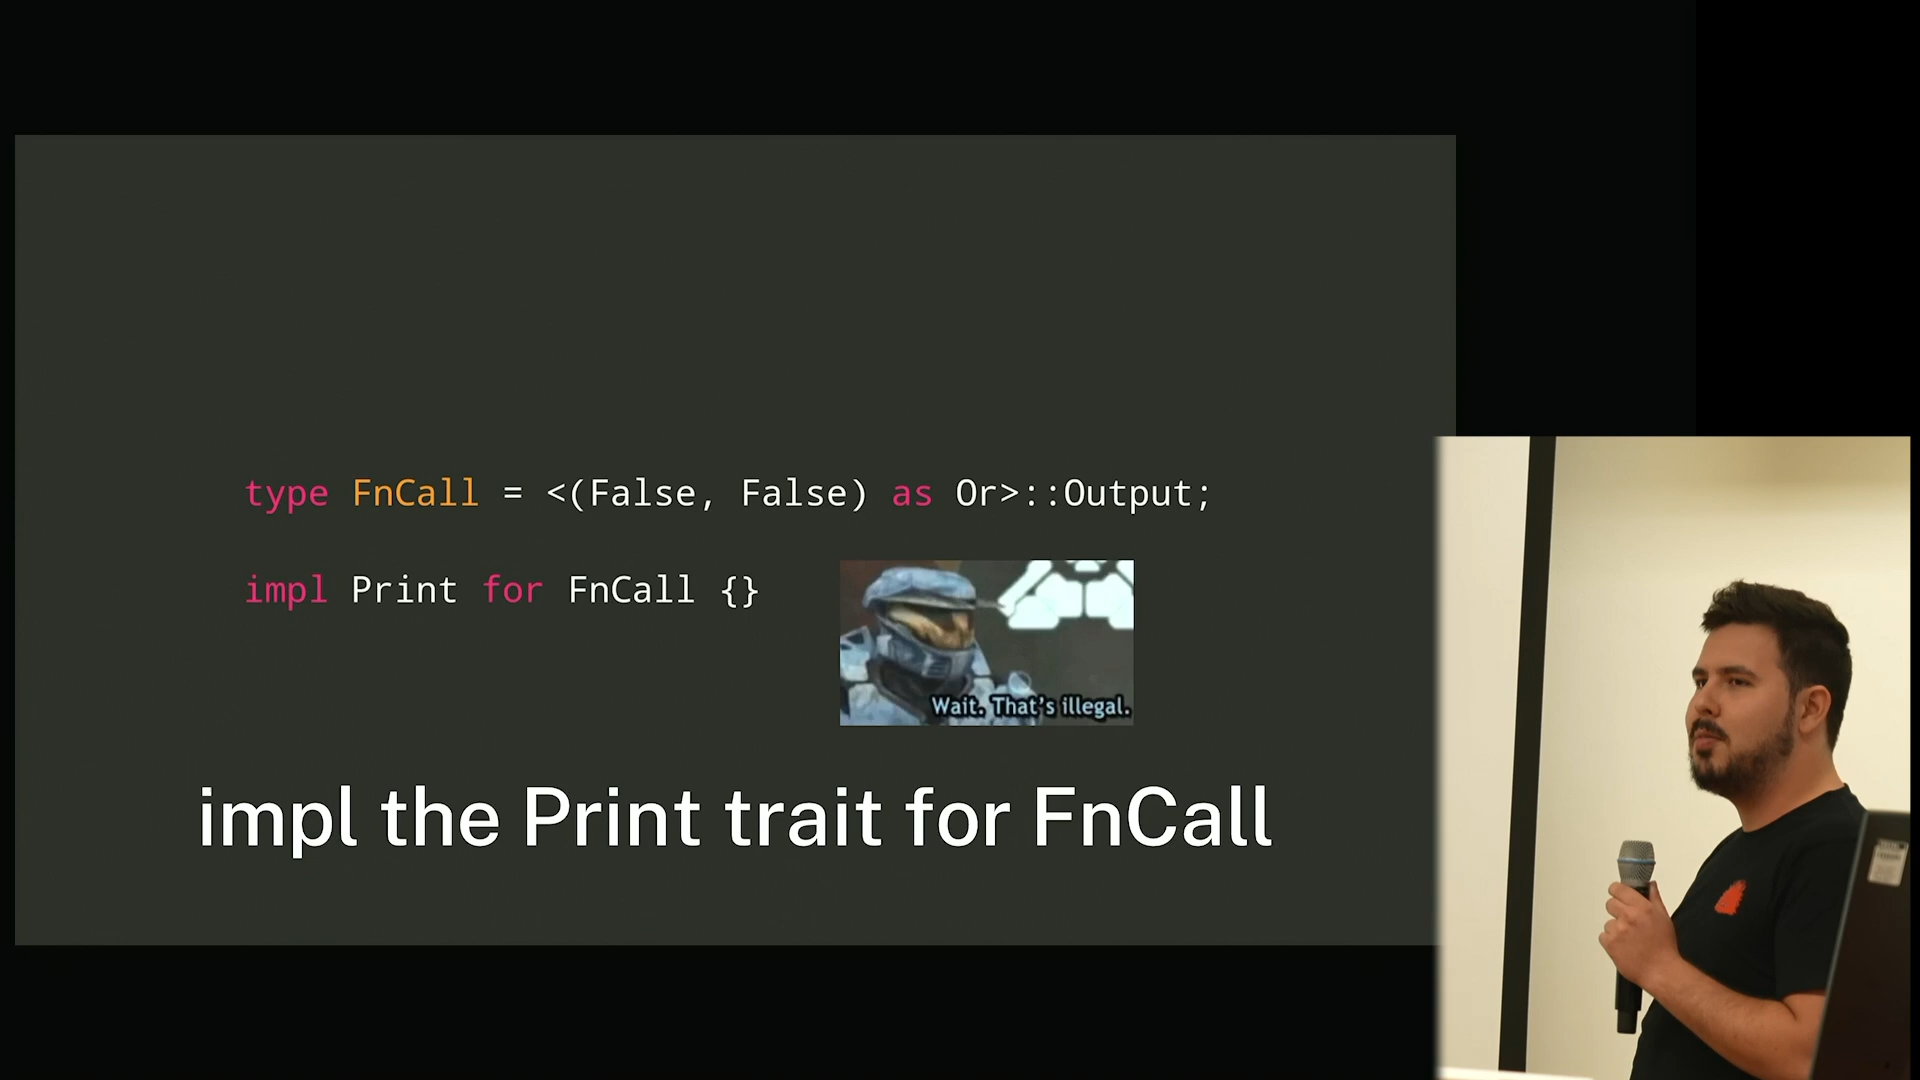 type FnCall = <(False, False) as Or>::Output;
impl Print for FnCall {}
Wait. That's illegal.
impl the Print trait for FnCall